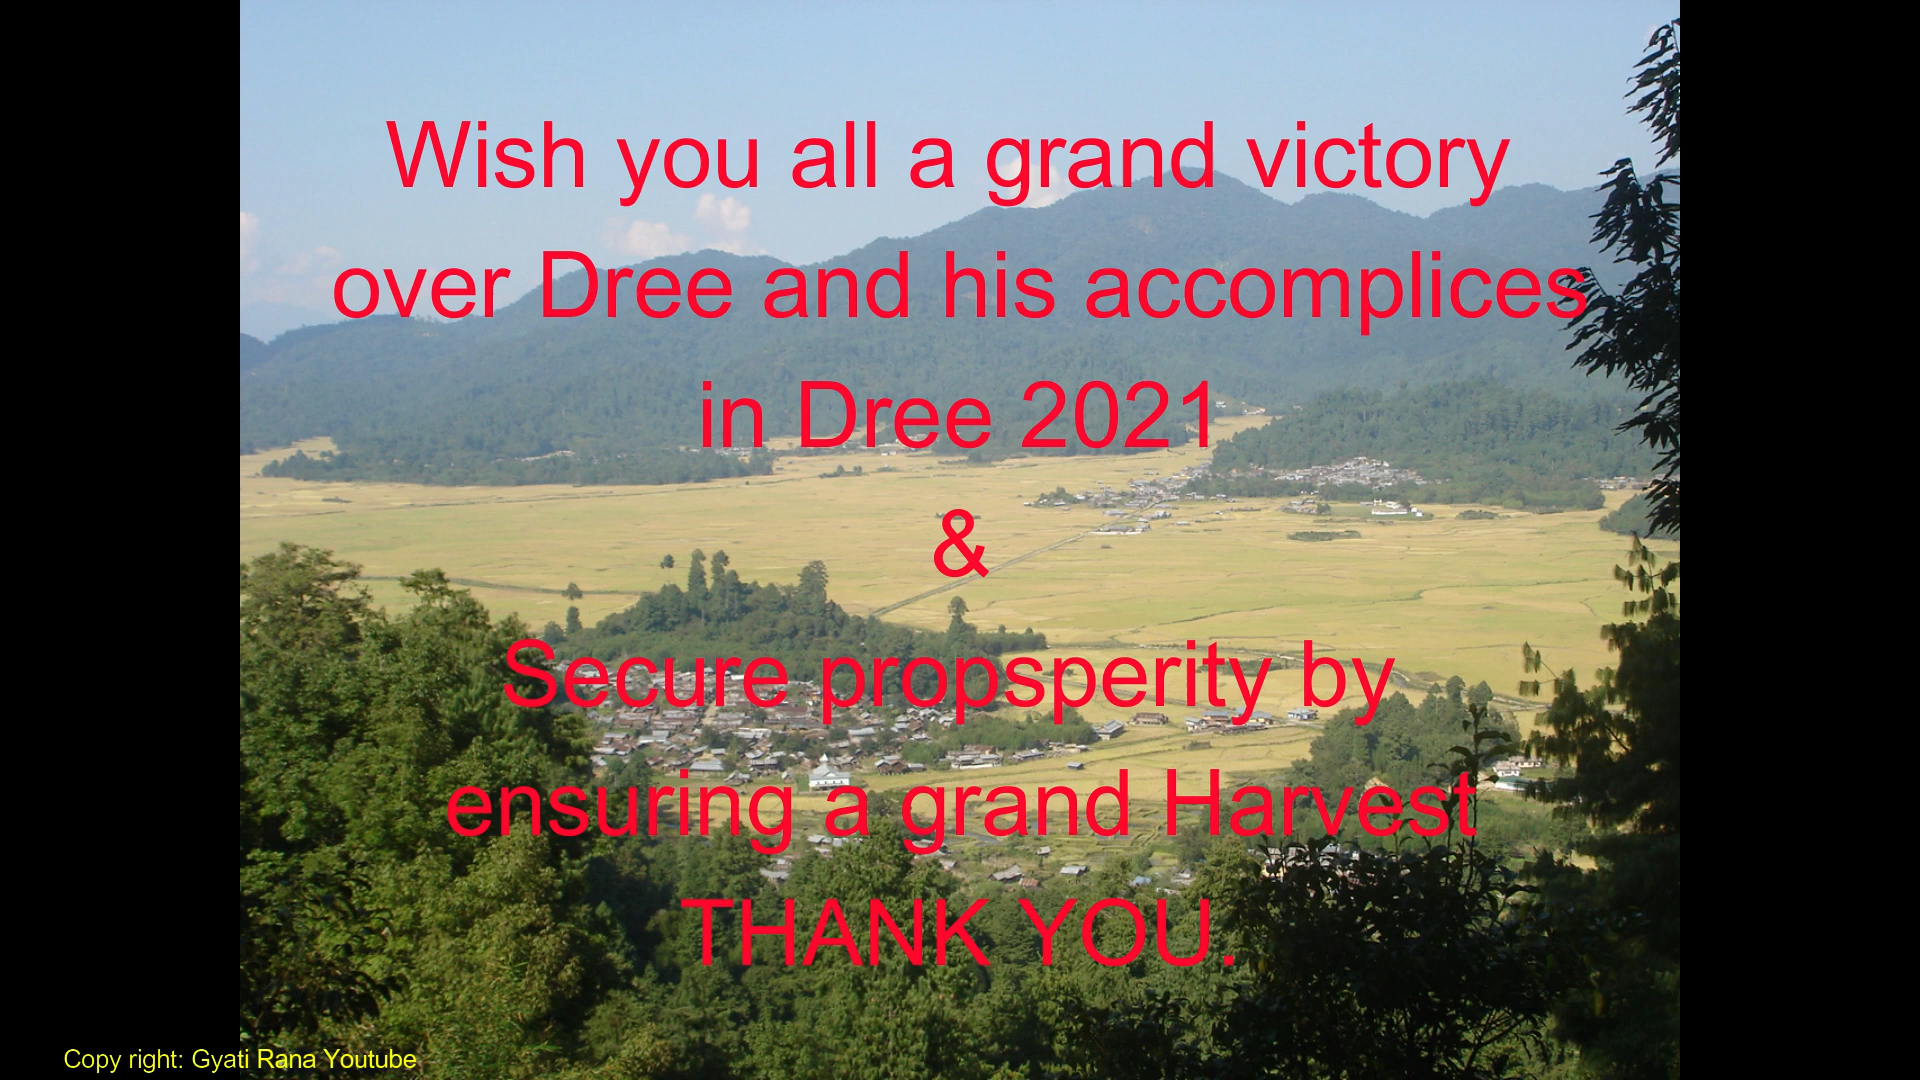 Wish you all a grand victory
over Dree and his accomplices
in Dree 2021
&
Secure propsperity by
ensuring a grand Harvest
THANK YOU.
Copy right: Gyati Rana Youtube